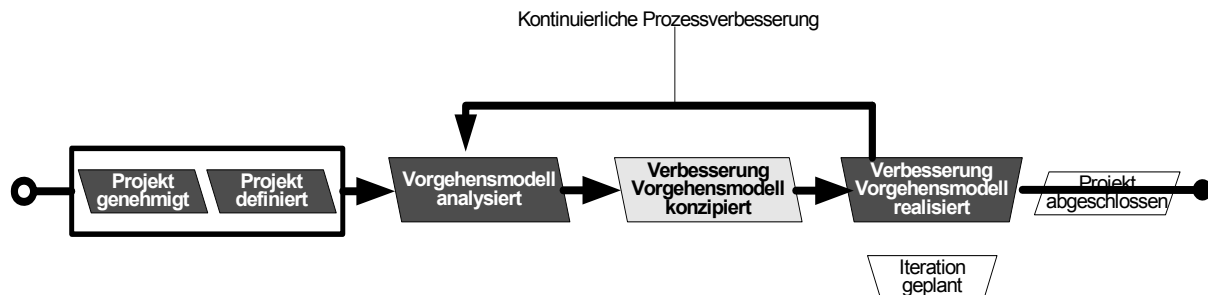 Kontinuierliche Prozessverbesserung
Projekt
genehmigt
Projekt
definiert
Vorgehensmodell
analysiert
Verbesserung
Vorgehensmodell
konzipiert
Verbesserung
Vorgehensmodell
realisiert
Projekt
abgeschlossen
Iteration
geplant